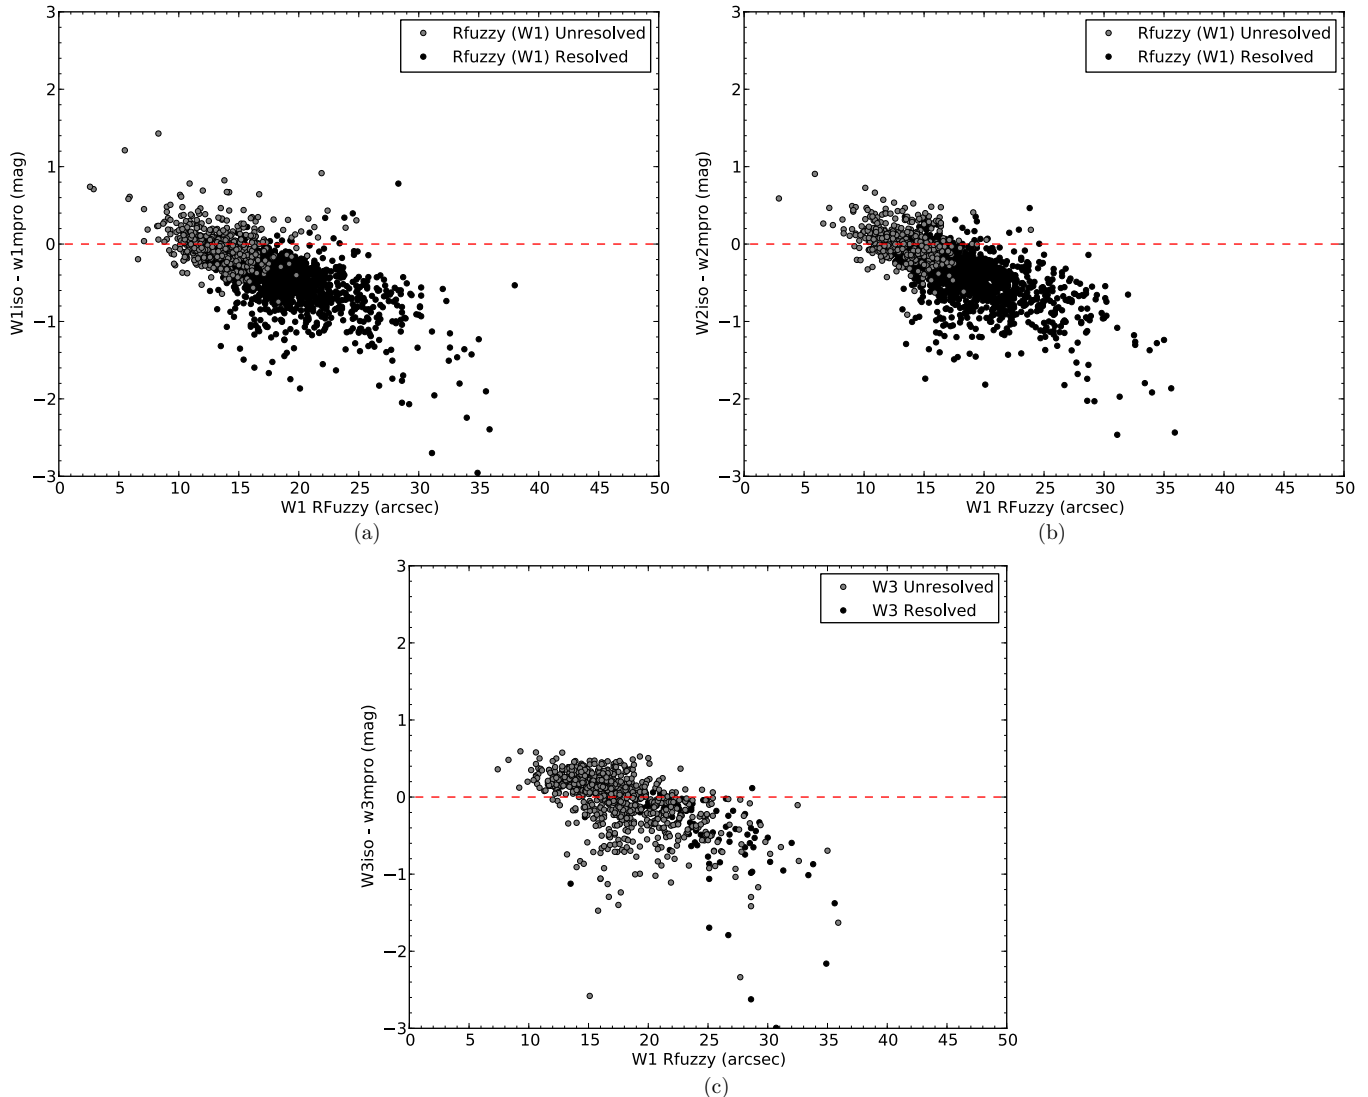 3
2
1
0
−1
−2
−3
W1iso - w1mpro (mag)
Rfuzzy (W1) Unresolved
Rfuzzy (W1) Resolved
0 5 10 15 20 25 30 35 40 45 50
W1 RFuzzy (arcsec)
(a)
3
2
1
0
−1
−2
−3
W2iso - w2mpro (mag)
Rfuzzy (W1) Unresolved
Rfuzzy (W1) Resolved
0 5 10 15 20 25 30 35 40 45 50
W1 RFuzzy (arcsec)
(b)
3
2
1
0
−1
−2
−3
W3iso - w3mpro (mag)
W3 Unresolved
W3 Resolved
0 5 10 15 20 25 30 35 40 45 50
W1 Rfuzzy (arcsec)
(c)